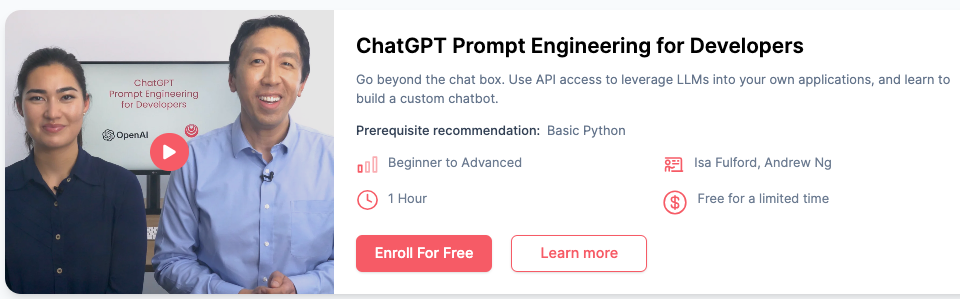 ChatGPT
Prompt Engineering
for Developers
OpenAI
ChatGPT Prompt Engineering for Developers
Go beyond the chat box. Use API access to leverage LLMs into your own applications, and learn to
build a custom chatbot.
Prerequisite recommendation: Basic Python
Beginner to Advanced
Isa Fulford, Andrew Ng
1 Hour
Free for a limited time
Enroll For Free
Learn more